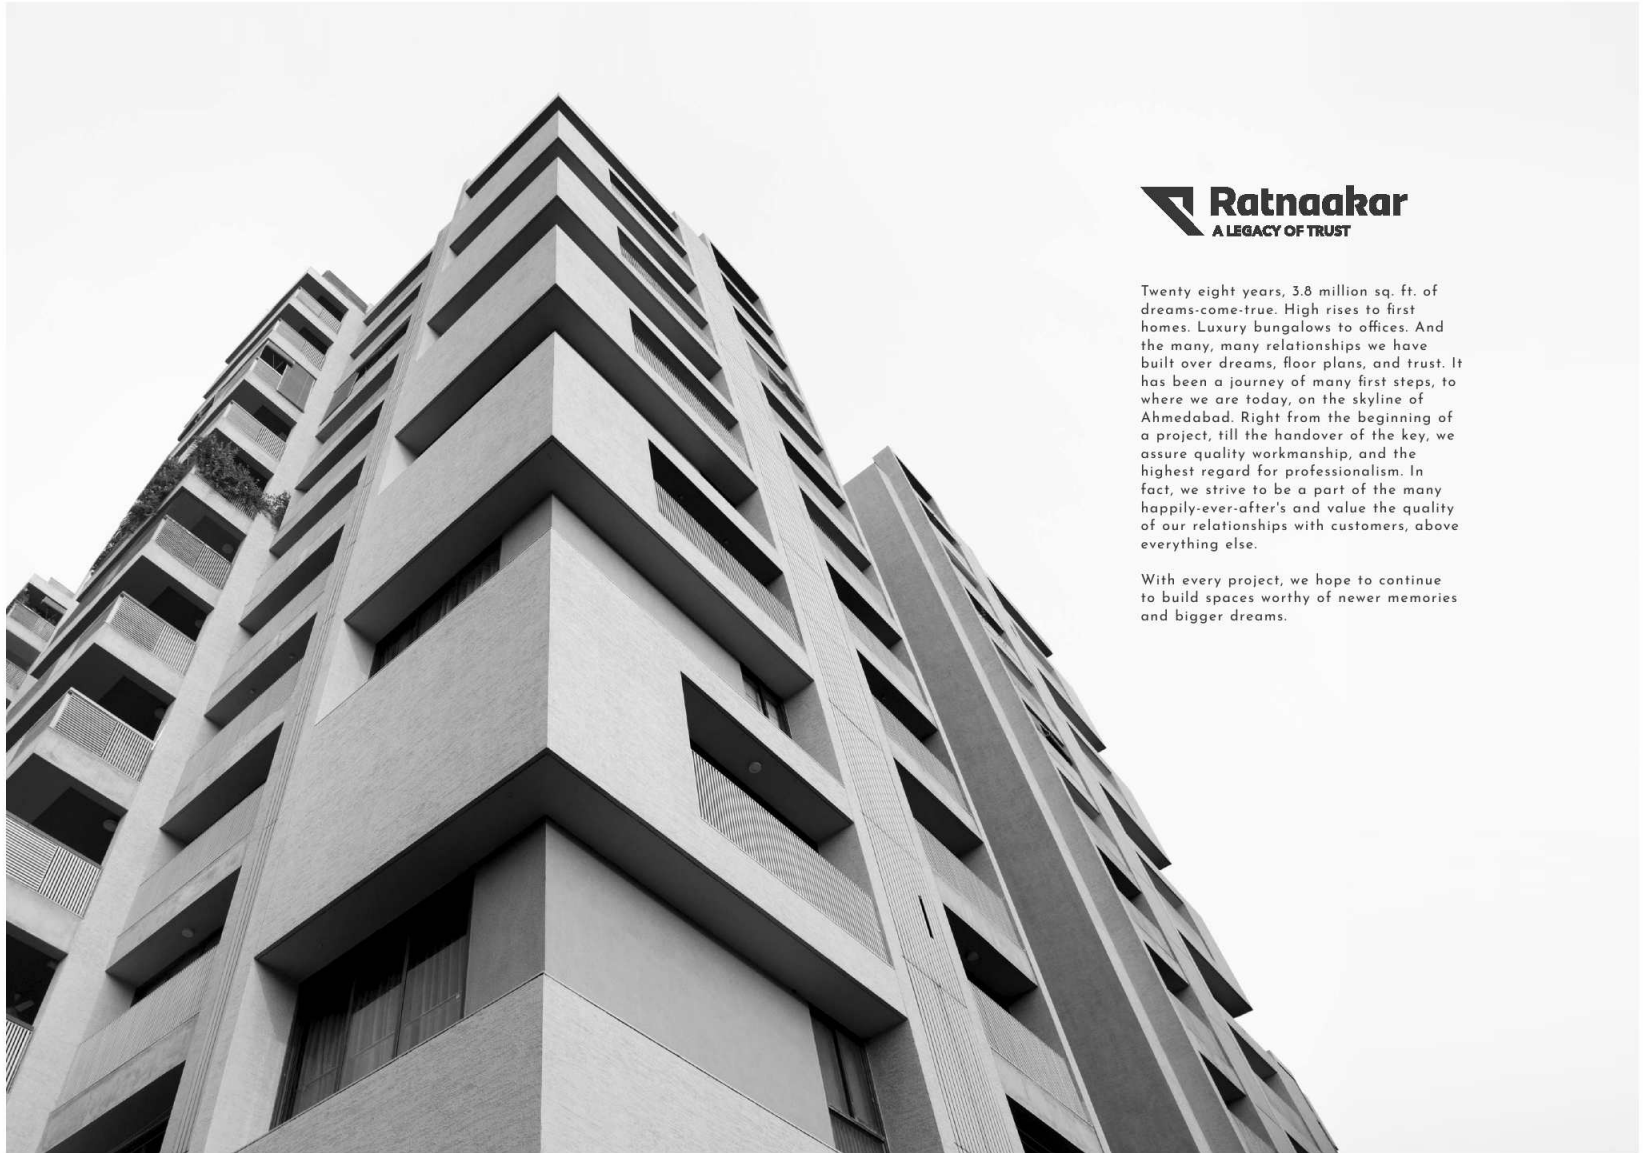 Ratnaakar
A LEGACY OF TRUST
Twenty eight years, 3.8 million sq. ft. of
dreams-come-true. High rises to first
homes. Luxury bungalows to offices. And
the many, many relationships we have
built over dreams, floor plans, and trust. It
has been a journey of many first steps, to
where we are today, on the skyline of
Ahmedabad. Right from the beginning of
a project, till the handover of the key, we
assure quality workmanship, and the
highest regard for professionalism. In
fact, we strive to be a part of the many
happily-ever-after's and value the quality
of our relationships with customers, above
everything else.
With every project, we hope to continue
to build spaces worthy of newer memories
and bigger dreams.